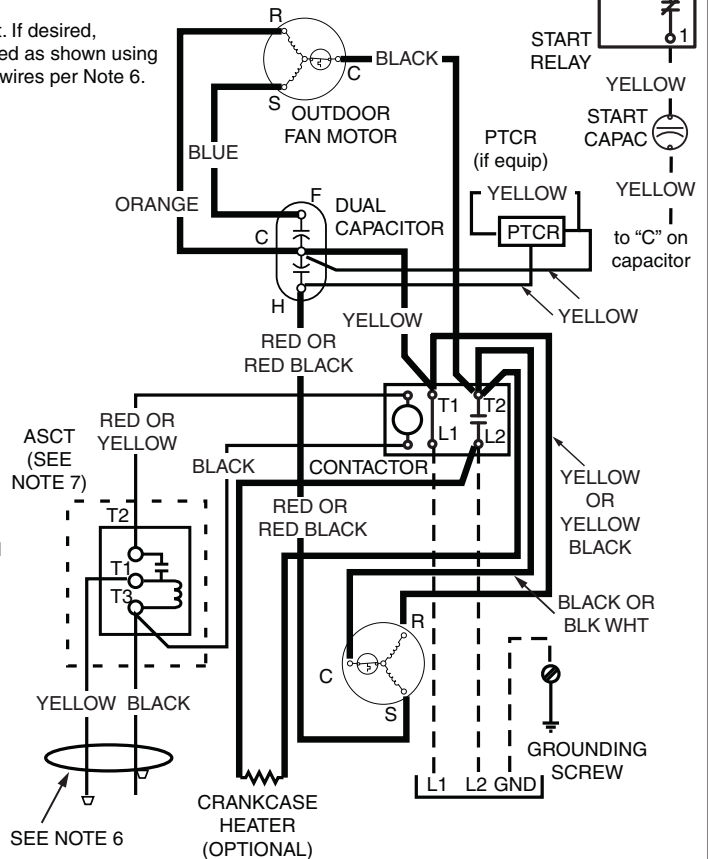 t. If desired,
ed as shown using
wires per Note 6.
R
C
S
BLACK
OUTDOOR
FAN MOTOR
START
RELAY
1
YELLOW
START
CAPAC
YELLOW
to “C” on
capacitor
PTCR
(if equip)
YELLOW
PTCR
YELLOW
BLUE
ORANGE
F
C
H
DUAL
CAPACITOR
YELLOW
RED OR
RED BLACK
T1
T2
L1
L2
CONTACTOR
RED OR
YELLOW
ASCT
(SEE
NOTE 7)
BLACK
RED OR
RED BLACK
YELLOW
OR
YELLOW
BLACK
T2
T1
T3
BLACK OR
BLK WHT
R
C
S
YELLOW
BLACK
GROUNDING
SCREW
L1
L2
GND
CRANKCASE
HEATER
(OPTIONAL)
SEE NOTE 6